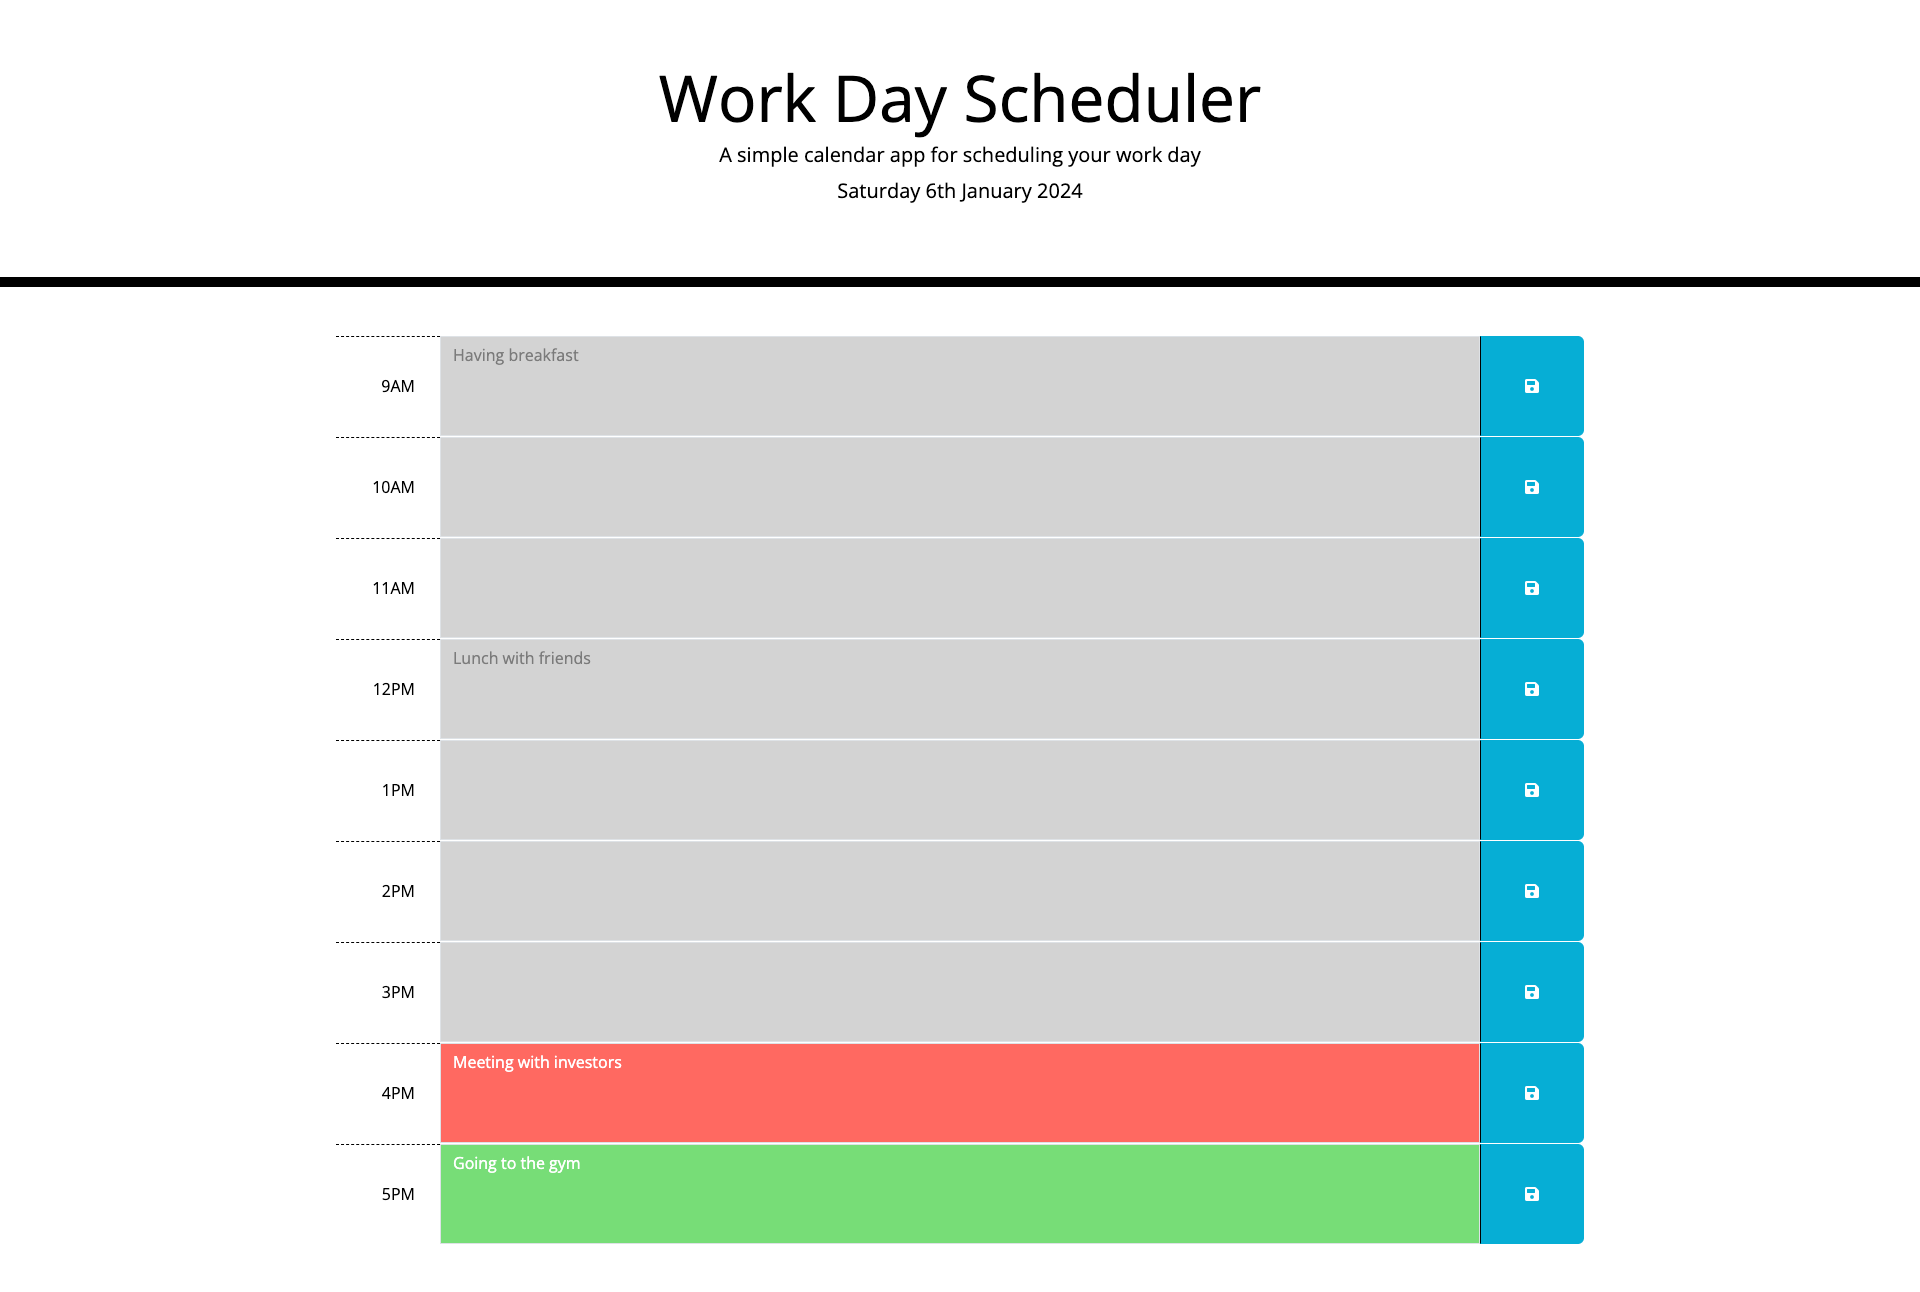 Work Day Scheduler
A simple calendar app for scheduling your work day
Saturday 6th January 2024
9AM
Having breakfast
10AM
11AM
12PM
Lunch with friends
1PM
2PM
3PM
4PM
Meeting with investors
5PM
Going to the gym